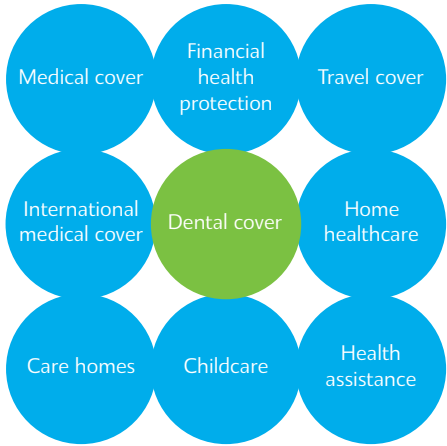 Medical cover
Financial
health
protection
Travel cover
International
medical cover
Dental cover
Home
healthcare
Care homes
Childcare
Health
assistance